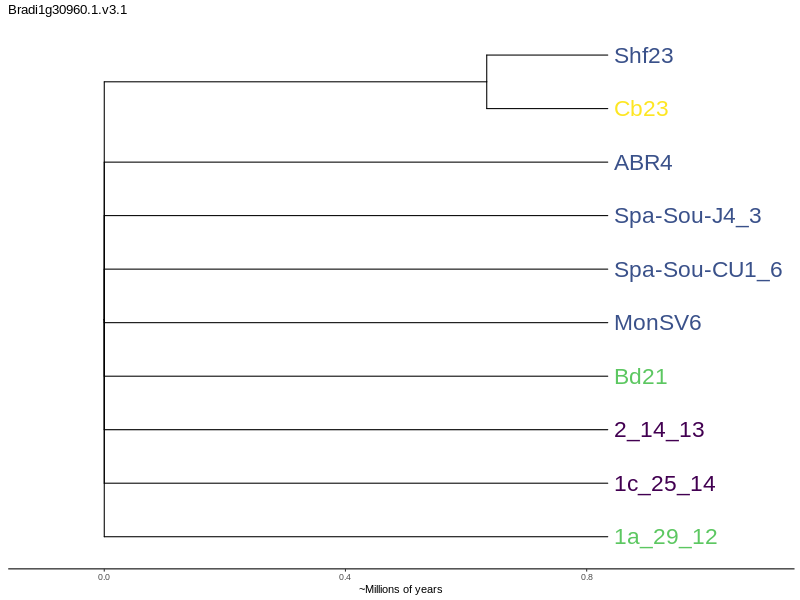 Bradi1g30960.1.v3.1
Shf23
Cb23
ABR4
Spa-Sou-J4_3
Spa-Sou-CU1_6
MonSV6
Bd21
2_14_13
1c_25_14
1a_29_12
0.0 0.4 0.8
~Millions of years